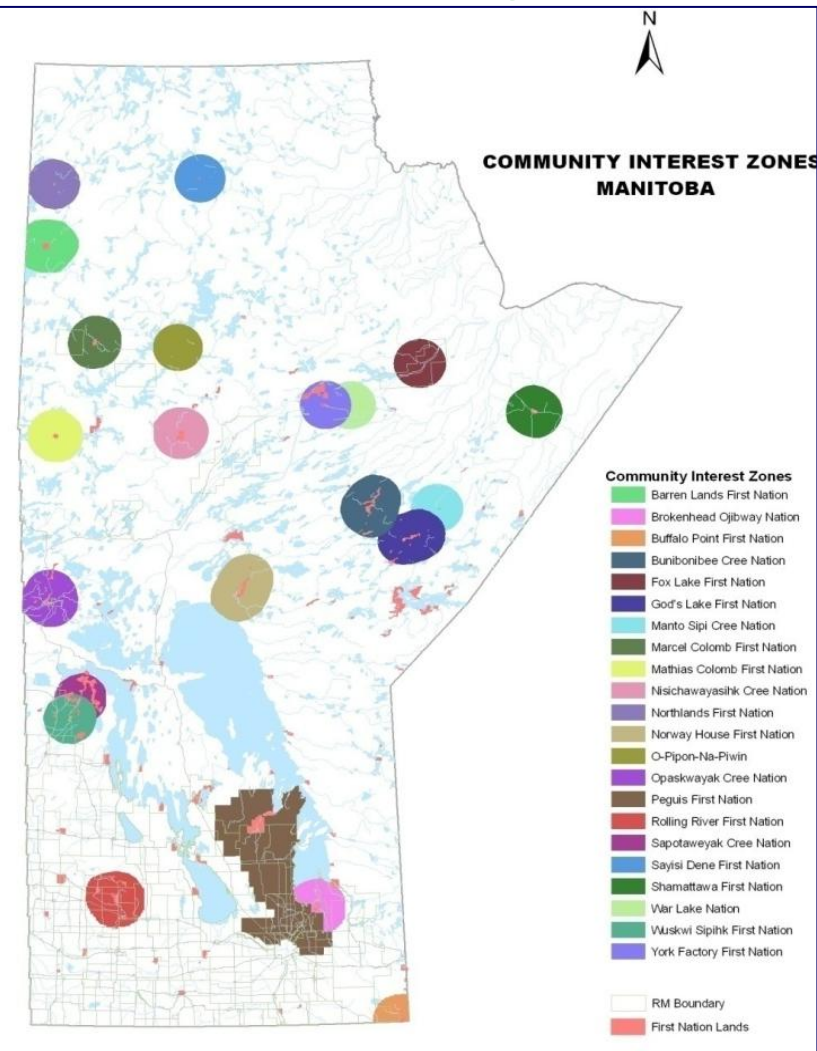 N
COMMUNITY INTEREST ZONES
MANITOBA
Community Interest Zones
Barren Lands First Nation
Brokenhead Ojibway Nation
Buffalo Point First Nation
Bunibonibee Cree Nation
Fox Lake First Nation
God's Lake First Nation
Manto Sipi Cree Nation
Marcel Colomb First Nation
Mathias Colomb First Nation
Nisichawayasihk Cree Nation
Northlands First Nation
Norway House First Nation
O-Pipon-Na-Piwin
Opaskwayak Cree Nation
Peguis First Nation
Rolling River First Nation
Sapotaweyak Cree Nation
Sayisi Dene First Nation
Shamattawa First Nation
War Lake Nation
Wuskwi Sipihk First Nation
York Factory First Nation
RM Boundary
First Nation Lands